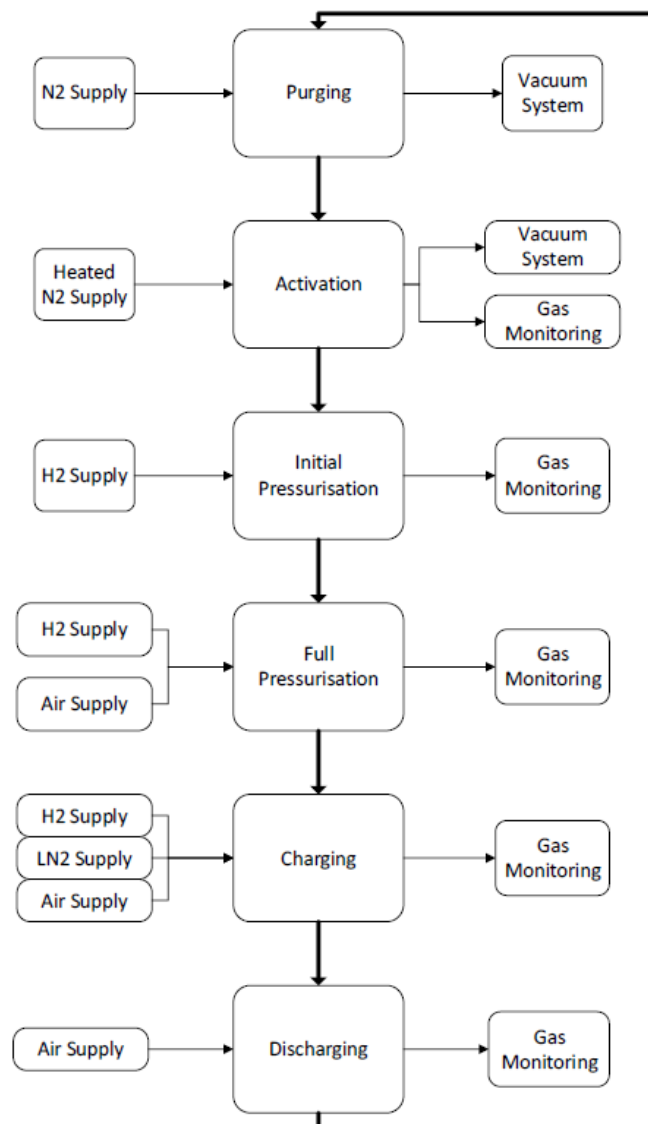 N2 Supply
Purging
Vacuum
System
Heated
N2 Supply
Activation
Vacuum
System
Gas
Monitoring
H2 Supply
Initial
Pressurisation
Gas
Monitoring
H2 Supply
Air Supply
Full
Pressurisation
Gas
Monitoring
H2 Supply
LN2 Supply
Air Supply
Charging
Gas
Monitoring
Air Supply
Discharging
Gas
Monitoring